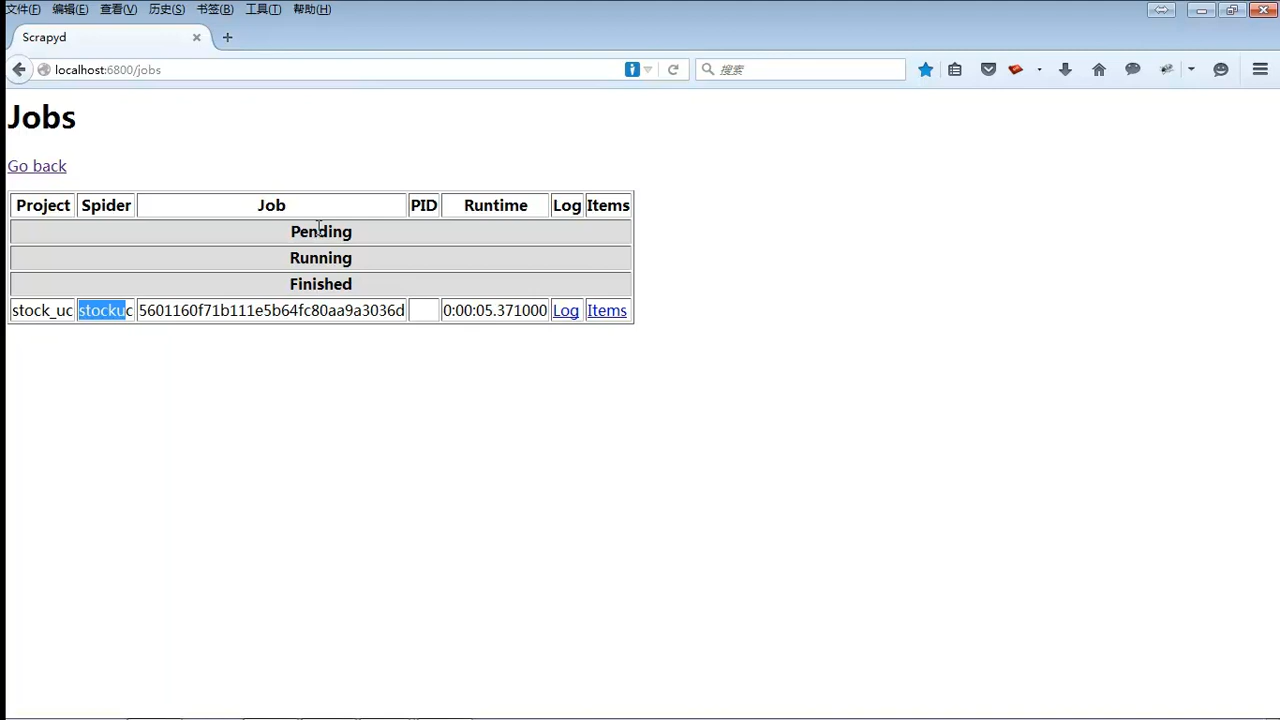 文件(F) 编辑(E) 查看(V) 历史(S) 书签(B) 工具(T) 帮助(H)
Scrapyd
localhost:6800/jobs
搜索
Jobs
Go back
Project Spider Job PID Runtime Log Items
Pending
Running
Finished
stock_uc stockuc 5601160f71b111e5b64fc80aa9a3036d 0:00:05.371000 Log Items